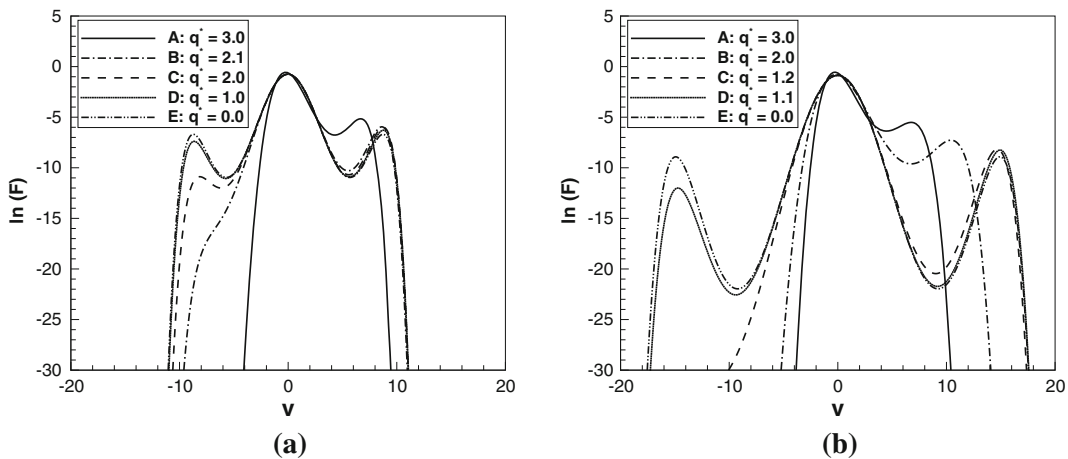 5
0
-5
-10
-15
-20
-25
-30
ln (F)
A: q* = 3.0
B: q* = 2.1
C: q* = 2.0
D: q* = 1.0
E: q* = 0.0
-20
-10
0
10
20
v
(a)
5
0
-5
-10
-15
-20
-25
-30
ln (F)
A: q* = 3.0
B: q* = 2.0
C: q* = 1.2
D: q* = 1.1
E: q* = 0.0
-20
-10
0
10
20
v
(b)